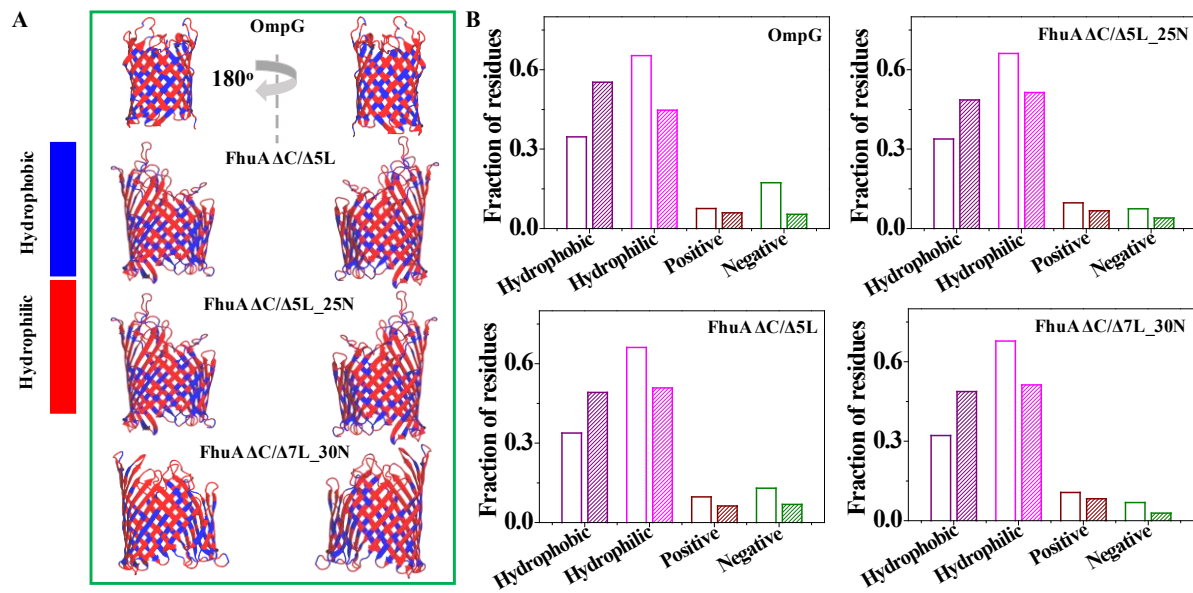 A
OmpG
180º
FhuA ΔC/Δ5L
FhuA ΔC/Δ5L_25N
FhuA ΔC/Δ7L_30N
Hydrophobic
Hydrophilic
B
OmpG
Fraction of residues
0.6
0.3
0.0
Hydrophobic
Hydrophilic
Positive
Negative
FhuA ΔC/Δ5L_25N
Fraction of residues
0.6
0.3
0.0
Hydrophobic
Hydrophilic
Positive
Negative
FhuA ΔC/Δ5L
Fraction of residues
0.6
0.3
0.0
Hydrophobic
Hydrophilic
Positive
Negative
FhuA ΔC/Δ7L_30N
Fraction of residues
0.6
0.3
0.0
Hydrophobic
Hydrophilic
Positive
Negative